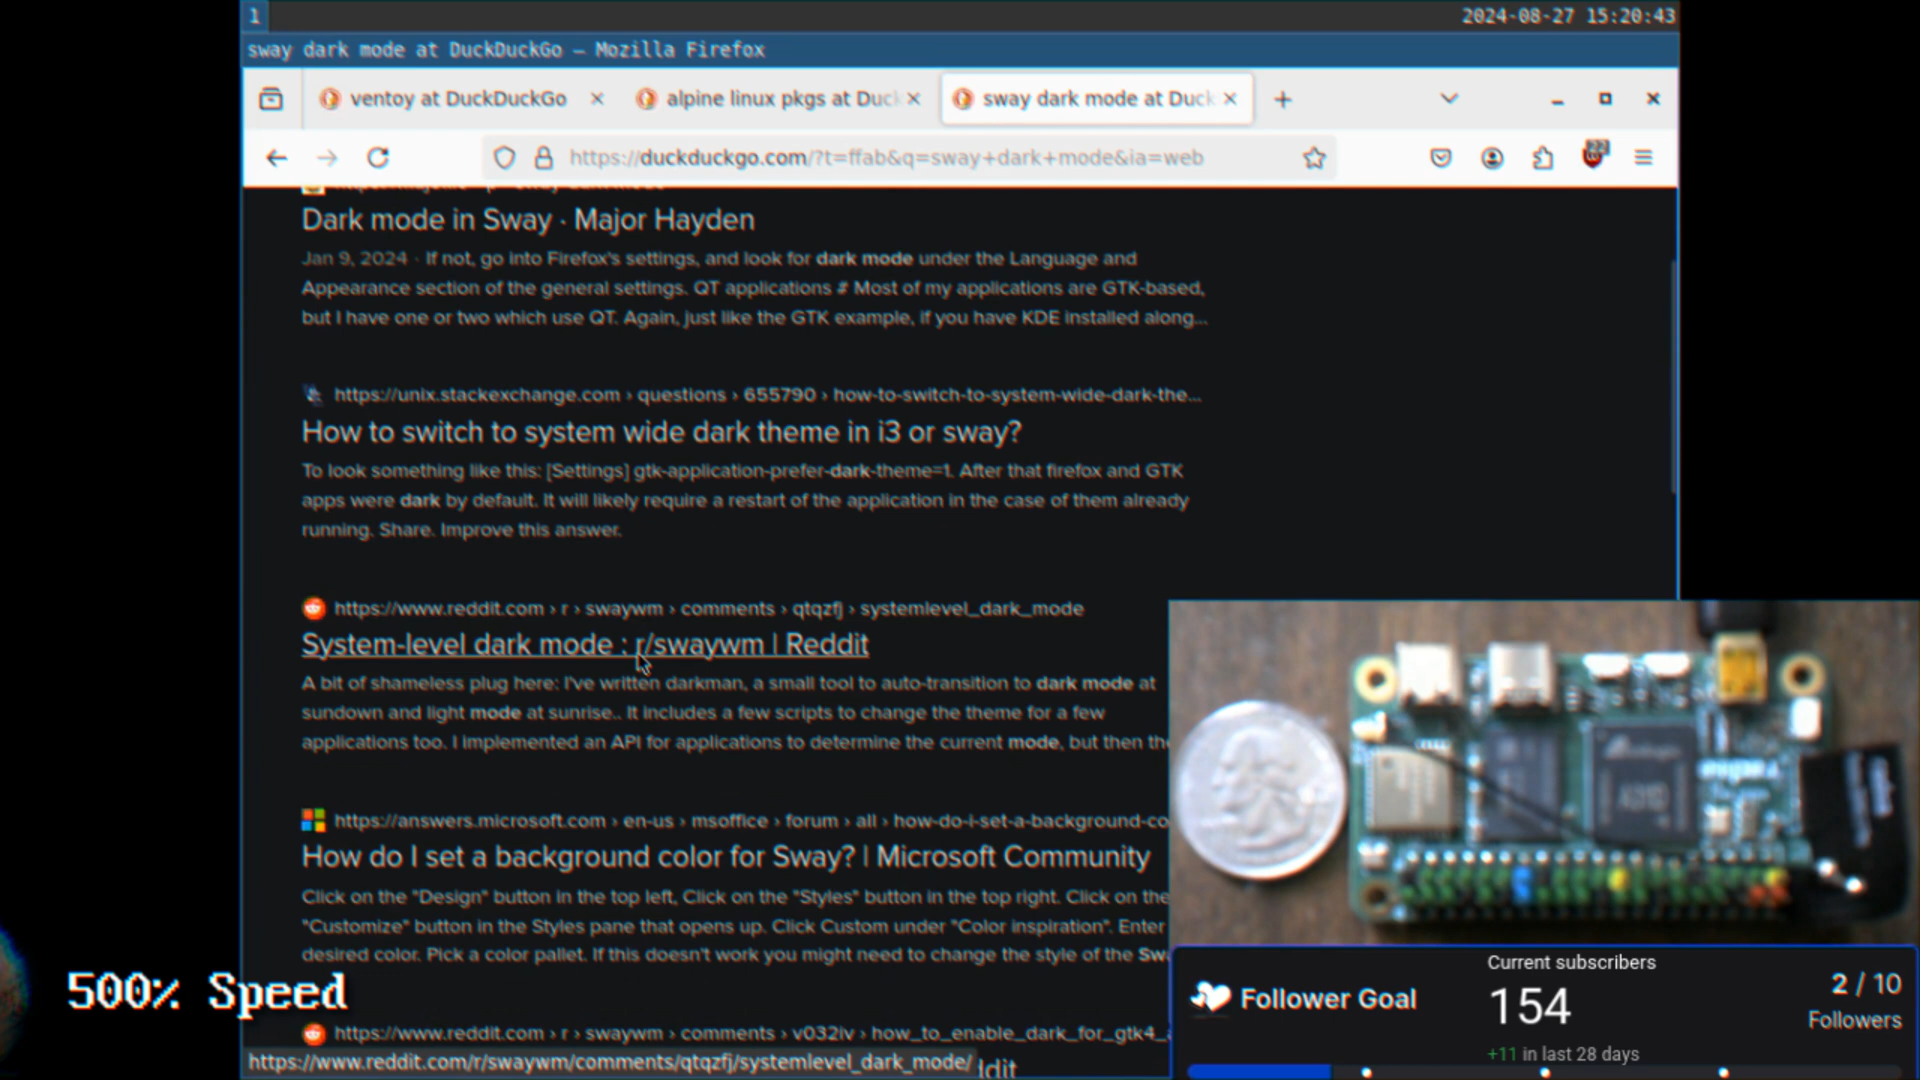 1
2024-08-27 15:20:43
sway dark mode at DuckDuckGo — Mozilla Firefox
ventoy at DuckDuckGo
alpine linux pkgs at Duck
sway dark mode at Duck
https://duckduckgo.com/?t=ffab&q=sway+dark+mode&ia=web
22
Dark mode in Sway · Major Hayden
Jan 9, 2024 · If not, go into Firefox's settings, and look for dark mode under the Language and
Appearance section of the general settings. QT applications # Most of my applications are GTK-based,
but I have one or two which use QT. Again, just like the GTK example, if you have KDE installed along...
https://unix.stackexchange.com › questions › 655790 › how-to-switch-to-system-wide-dark-the...
How to switch to system wide dark theme in i3 or sway?
To look something like this: [Settings] gtk-application-prefer-dark-theme=1. After that firefox and GTK
apps were dark by default. It will likely require a restart of the application in the case of them already
running. Share. Improve this answer.
https://www.reddit.com › r › swaywm › comments › qtqzfj › systemlevel_dark_mode
System-level dark mode : r/swaywm | Reddit
A bit of shameless plug here: I've written darkman, a small tool to auto-transition to dark mode at
sundown and light mode at sunrise.. It includes a few scripts to change the theme for a few
applications too. I implemented an API for applications to determine the current mode, but then the
https://answers.microsoft.com › en-us › msoffice › forum › all › how-do-i-set-a-background-co
How do I set a background color for Sway? | Microsoft Community
Click on the "Design" button in the top left, Click on the "Styles" button in the top right. Click on the
"Customize" button in the Styles pane that opens up. Click Custom under "Color inspiration". Enter
desired color. Pick a color pallet. If this doesn't work you might need to change the style of the Swa
https://www.reddit.com › r › swaywm › comments › v032iv › how_to_enable_dark_for_gtk4_a
https://www.reddit.com/r/swaywm/comments/qtqzfj/systemlevel_dark_mode/
ddit
500% Speed
Follower Goal
Current subscribers
154
+11 in last 28 days
2 / 10
Followers